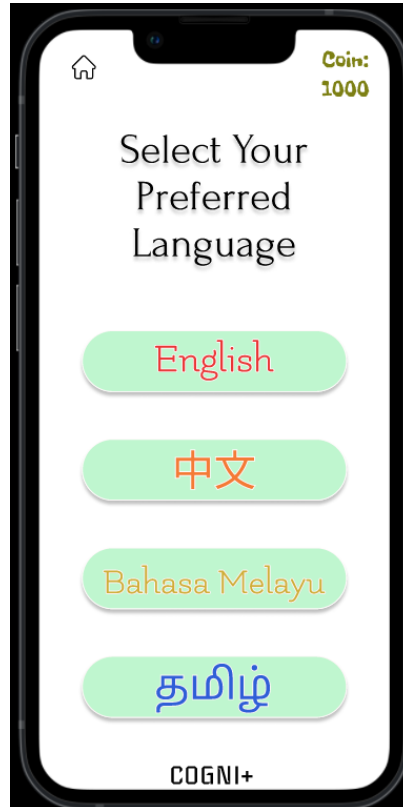 Coin:
1000
Select Your
Preferred
Language
English
中文
Bahasa Melayu
தமிழ்
COGNI+